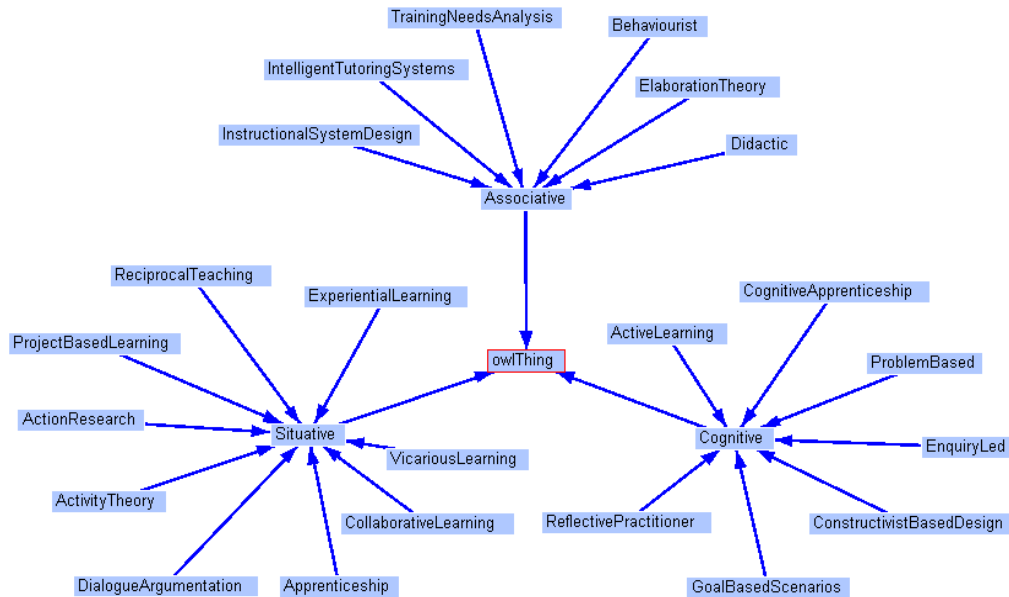 TrainingNeedsAnalysis
Behaviourist
IntelligentTutoringSystems
ElaborationTheory
InstructionalSystemDesign
Didactic
Associative
ReciprocalTeaching
ExperientialLearning
CognitiveApprenticeship
ActiveLearning
ProjectBasedLearning
owlThing
ProblemBased
ActionResearch
Situative
Cognitive
EnquiryLed
VicariousLearning
ActivityTheory
CollaborativeLearning
ReflectivePractitioner
ConstructivistBasedDesign
DialogueArgumentation
Apprenticeship
GoalBasedScenarios